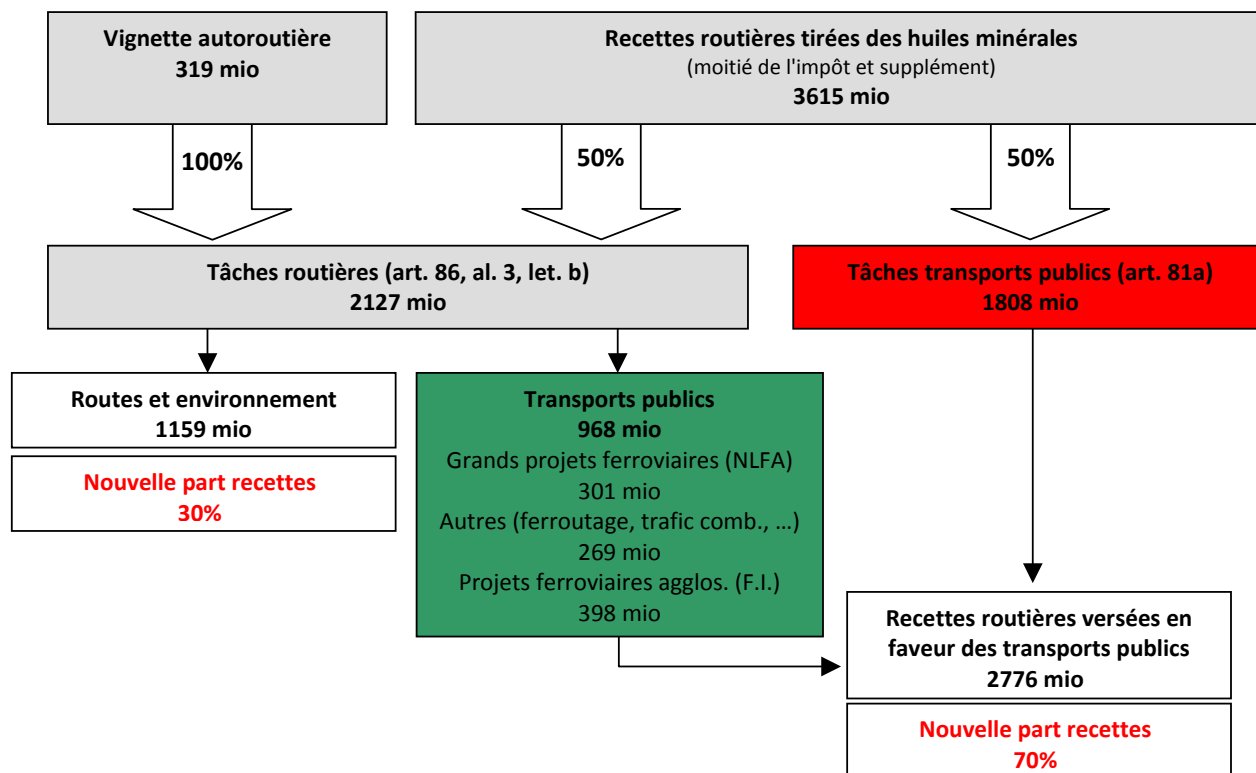 Vignette autoroutière
319 mio
Recettes routières tirées des huiles minérales
(moitié de l'impôt et supplément)
3615 mio
100%
50%
50%
Tâches routières (art. 86, al. 3, let. b)
2127 mio
Tâches transports publics (art. 81a)
1808 mio
Routes et environnement
1159 mio
Nouvelle part recettes
30%
Transports publics
968 mio
Grands projets ferroviaires (NLFA)
301 mio
Autres (ferroutage, trafic comb., ...)
269 mio
Projets ferroviaires agglos. (F.I.)
398 mio
Recettes routières versées en
faveur des transports publics
2776 mio
Nouvelle part recettes
70%